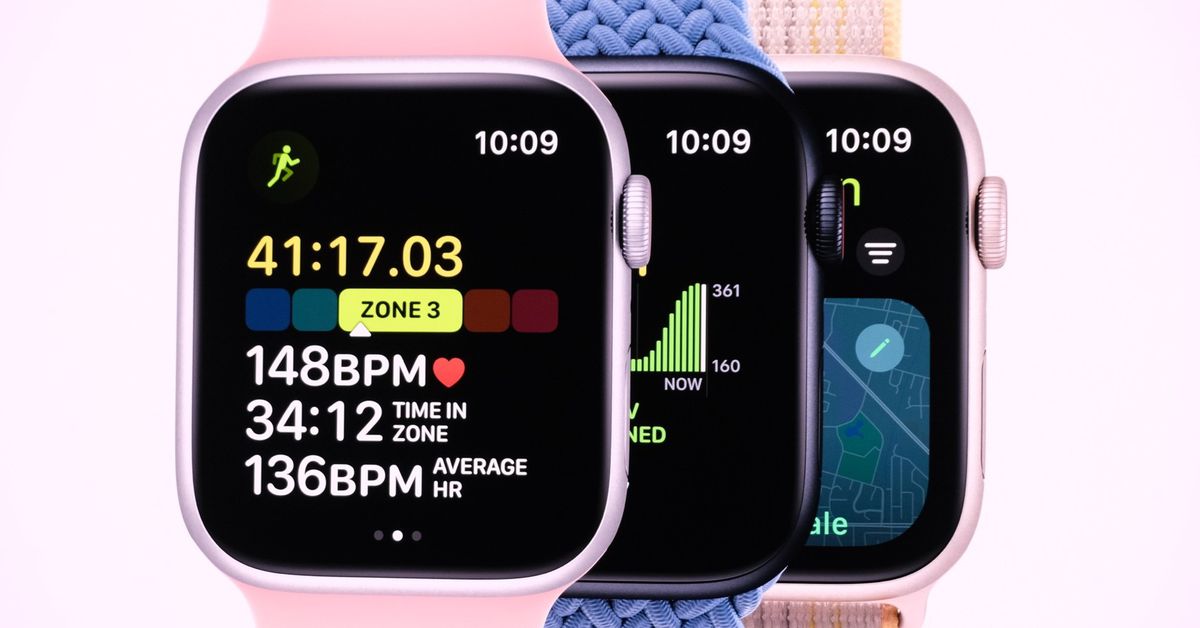 10:09
41:17.03
ZONE 3
148BPM
34:12 TIME IN
ZONE
136BPM AVERAGE
HR
10:09
361
160
NOW
10:09